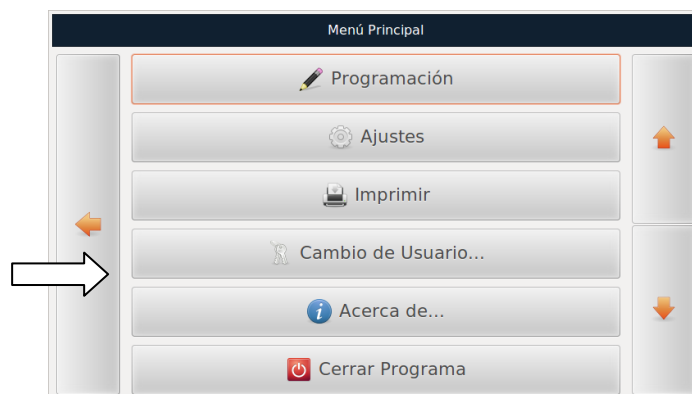 Menú Principal
Programación
Ajustes
Imprimir
Cambio de Usuario...
Acerca de...
Cerrar Programa